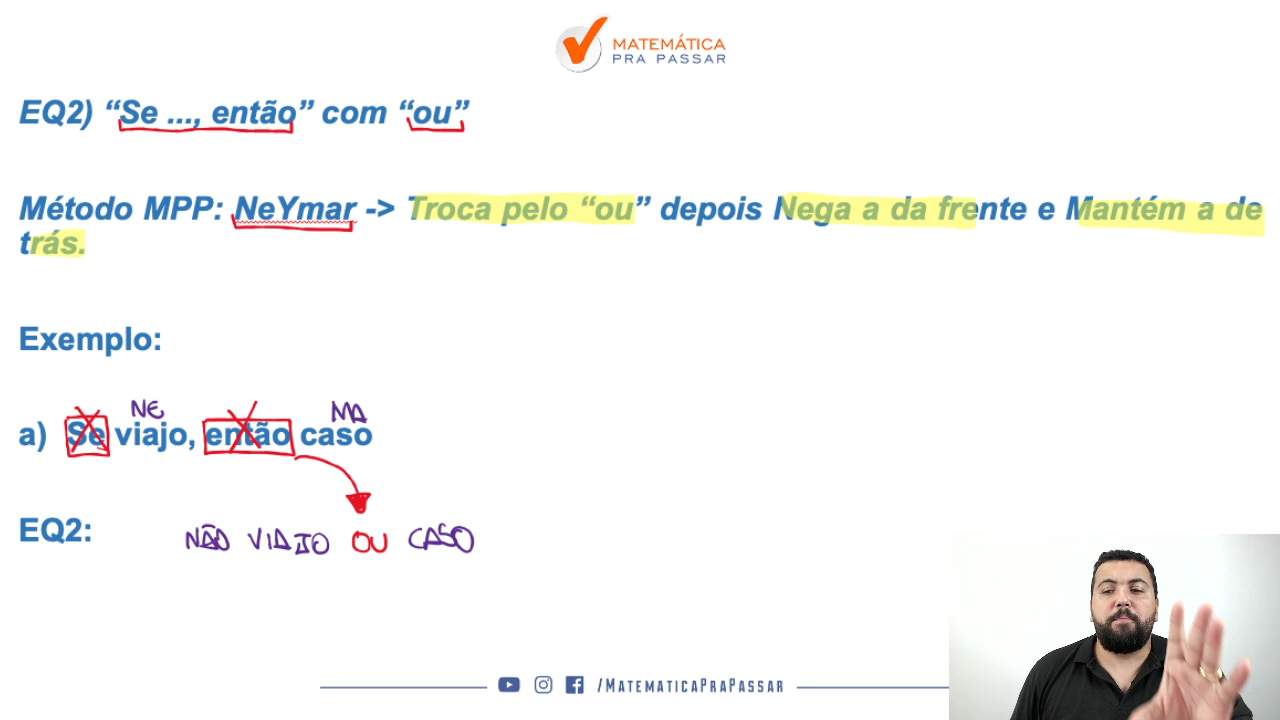 MATEMÁTICA
PRA PASSAR
EQ2) “Se ..., então” com “ou”
Método MPP: NeYmar -> Troca pelo “ou” depois Nega a da frente e Mantém a de
trás.
Exemplo:
NE MA
a) Se viajo, então caso
EQ2: NÃO VIAJO OU CASO
/MATEMATICAPRAPASSAR